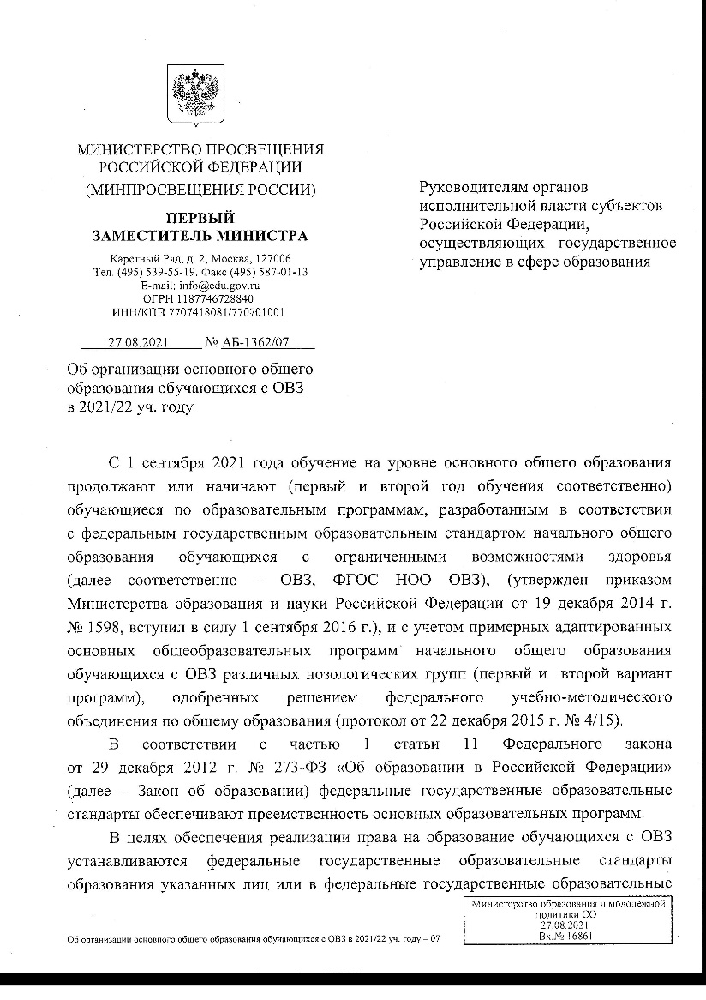 МИНИСТЕРСТВО ПРОСВЕЩЕНИЯ
РОССИЙСКОЙ ФЕДЕРАЦИИ
(МИНПРОСВЕЩЕНИЯ РОССИИ)
ПЕРВЫЙ
ЗАМЕСТИТЕЛЬ МИНИСТРА
Каретный Ряд, д. 2, Москва, 127006
Тел. (495) 539-55-19. Факс (495) 587-01-13
E-mail: info@edu.gov.ru
ОГРН 1187746728840
ИНН/КПП 7707418081/770701001
27.08.2021 № АБ-1362/07
Руководителям органов
исполнительной власти субъектов
Российской Федерации,
осуществляющих государственное
управление в сфере образования
Об организации основного общего
образования обучающихся с ОВЗ
в 2021/22 уч. году
С 1 сентября 2021 года обучение на уровне основного общего образования
продолжают или начинают (первый и второй год обучения соответственно)
обучающиеся по образовательным программам, разработанным в соответствии
с федеральным государственным образовательным стандартом начального общего
образования обучающихся с ограниченными возможностями здоровья
(далее соответственно – ОВЗ, ФГОС НОО ОВЗ), (утвержден приказом
Министерства образования и науки Российской Федерации от 19 декабря 2014 г.
№ 1598, вступил в силу 1 сентября 2016 г.), и с учетом примерных адаптированных
основных общеобразовательных программ начального общего образования
обучающихся с ОВЗ различных нозологических групп (первый и второй вариант
программ), одобренных решением федерального учебно-методического
объединения по общему образования (протокол от 22 декабря 2015 г. № 4/15).
В соответствии с частью 1 статьи 11 Федерального закона
от 29 декабря 2012 г. № 273-ФЗ «Об образовании в Российской Федерации»
(далее – Закон об образовании) федеральные государственные образовательные
стандарты обеспечивают преемственность основных образовательных программ.
В целях обеспечения реализации права на образование обучающихся с ОВЗ
устанавливаются федеральные государственные образовательные стандарты
образования указанных лиц или в федеральные государственные образовательные
Министерство образования и молодежной
политики СО
27.08.2021
Вх.№ 16861
Об организации основного общего образования обучающихся с ОВЗ в 2021/22 уч. году – 07